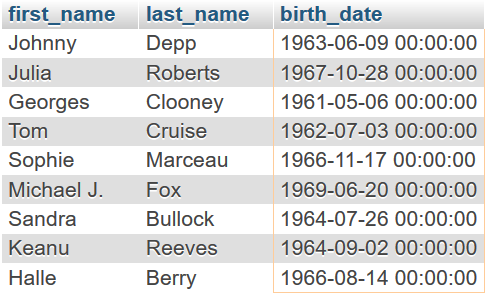 first_name last_name birth_date
Johnny Depp 1963-06-09 00:00:00
Julia Roberts 1967-10-28 00:00:00
Georges Clooney 1961-05-06 00:00:00
Tom Cruise 1962-07-03 00:00:00
Sophie Marceau 1966-11-17 00:00:00
Michael J. Fox 1969-06-20 00:00:00
Sandra Bullock 1964-07-26 00:00:00
Keanu Reeves 1964-09-02 00:00:00
Halle Berry 1966-08-14 00:00:00